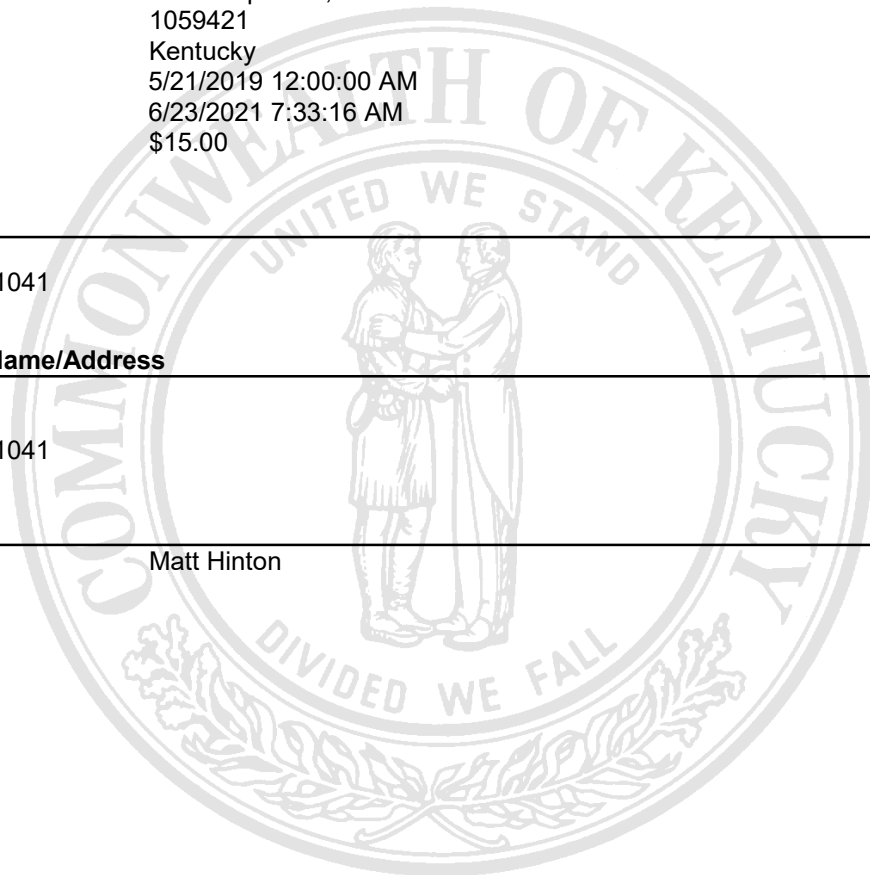 1059421
Kentucky
5/21/2019 12:00:00 AM
6/23/2021 7:33:16 AM
$15.00
1041
Name/Address
1041
Matt Hinton
COMMONWEALTH OF KENTUCKY
UNITED WE STAND
DIVIDED WE FALL